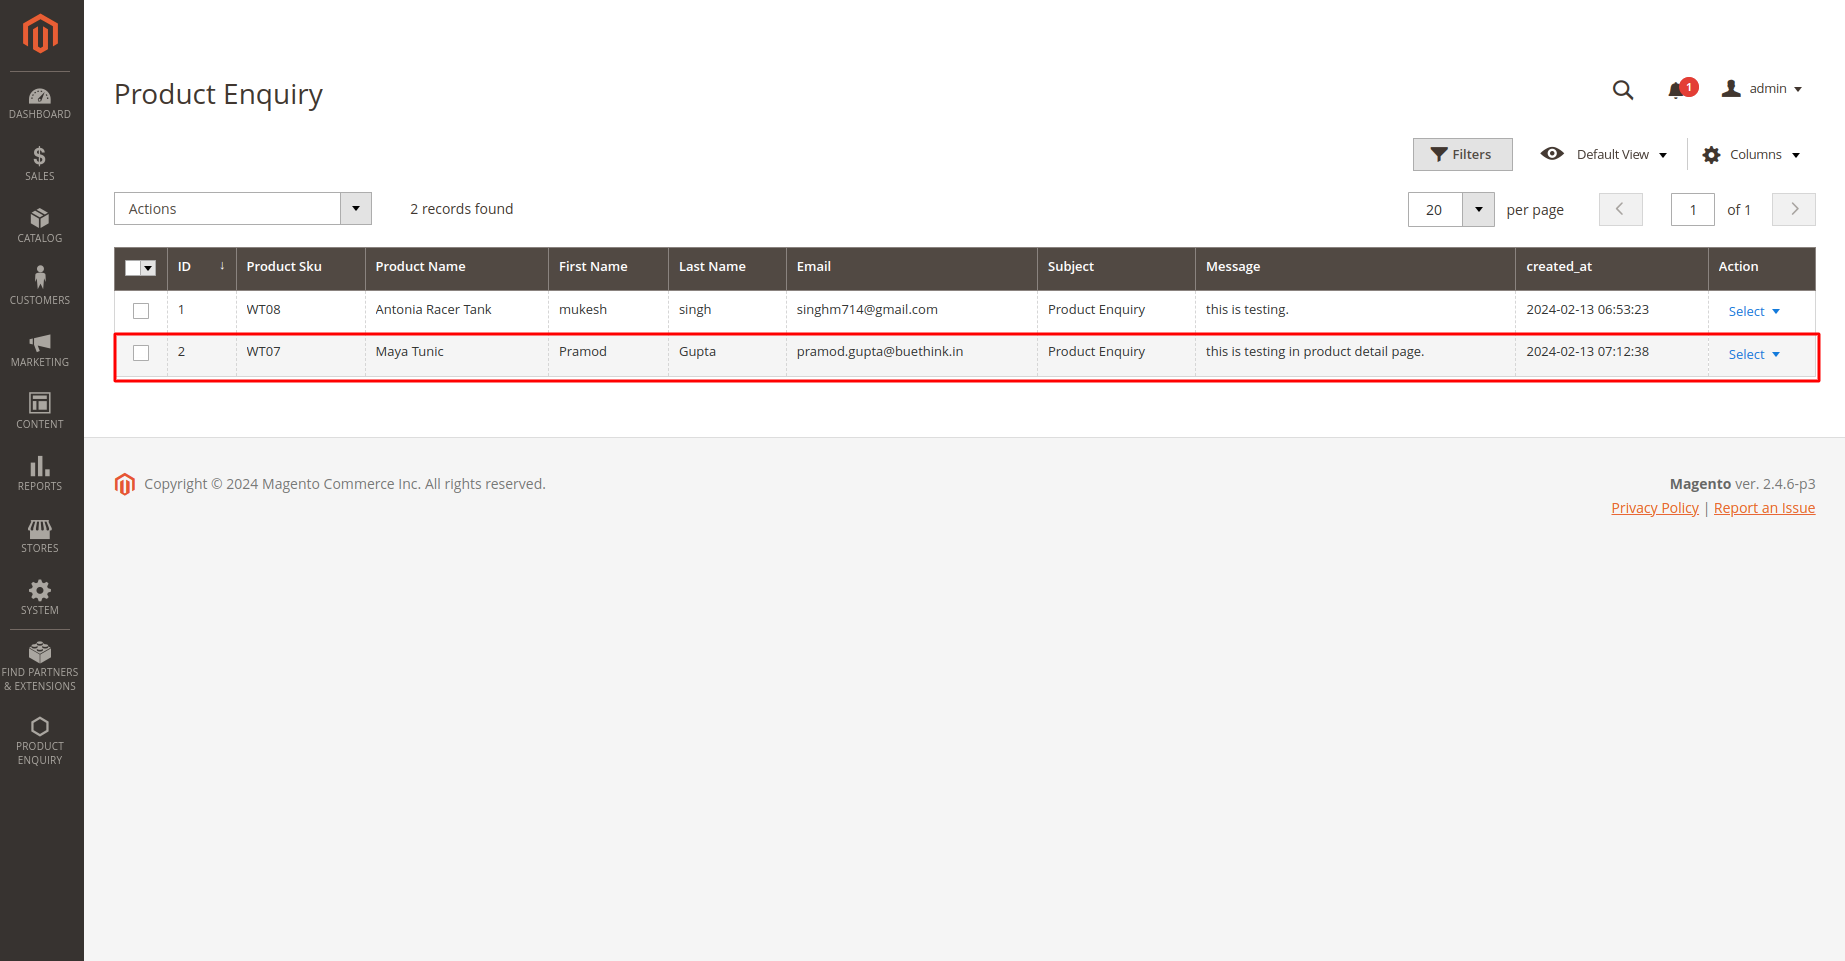 Product Enquiry
1
admin
Filters
Default View
Columns
Actions
2 records found
20
per page
1
of 1
ID ↓ Product Sku Product Name First Name Last Name Email Subject Message created_at Action
1 WT08 Antonia Racer Tank mukesh singh singhm714@gmail.com Product Enquiry this is testing. 2024-02-13 06:53:23 Select
2 WT07 Maya Tunic Pramod Gupta pramod.gupta@buethink.in Product Enquiry this is testing in product detail page. 2024-02-13 07:12:38 Select
DASHBOARD
$
SALES
CATALOG
CUSTOMERS
MARKETING
CONTENT
REPORTS
STORES
SYSTEM
FIND PARTNERS
& EXTENSIONS
PRODUCT
ENQUIRY
Copyright © 2024 Magento Commerce Inc. All rights reserved.
Magento ver. 2.4.6-p3
Privacy Policy | Report an Issue